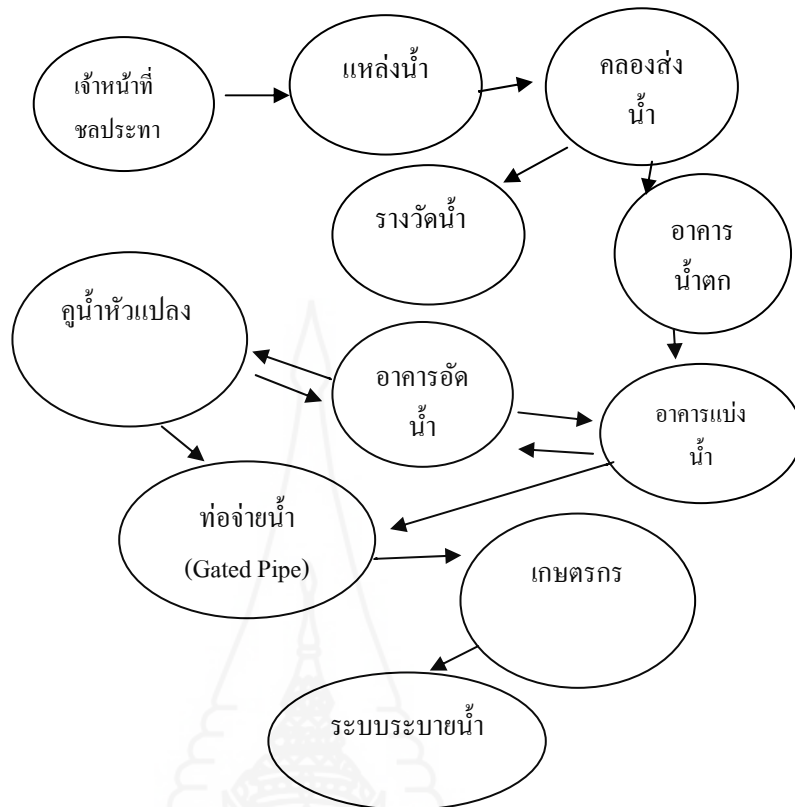 เจ้าหน้าที่
ชลประทา
แหล่งน้ำ
คลองส่ง
น้ำ
รางวัดน้ำ
อาคาร
น้ำตก
คูน้ำหัวแปลง
อาคารอัด
น้ำ
อาคารแบ่ง
น้ำ
ท่อจ่ายน้ำ
(Gated Pipe)
เกษตรกร
ระบบระบายน้ำ